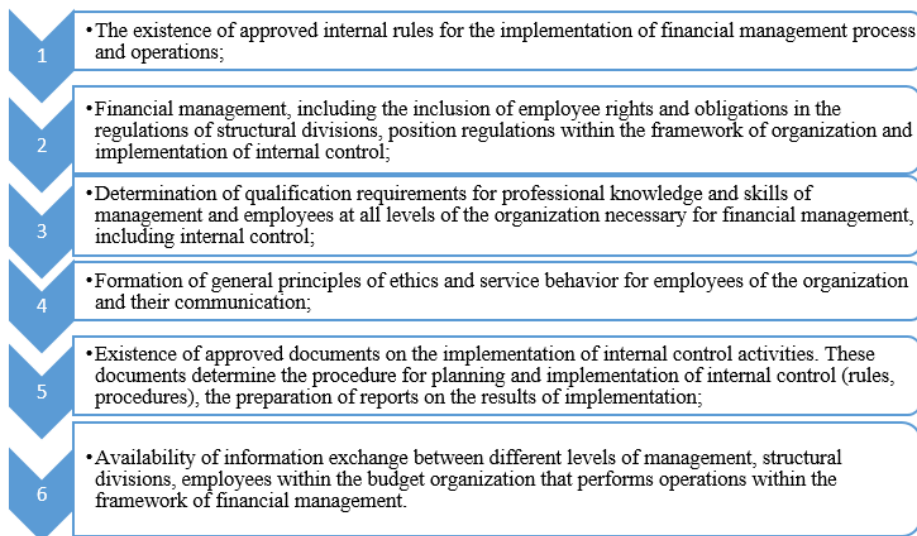 1
•The existence of approved internal rules for the implementation of financial management process
and operations;
2
•Financial management, including the inclusion of employee rights and obligations in the
regulations of structural divisions, position regulations within the framework of organization and
implementation of internal control;
3
•Determination of qualification requirements for professional knowledge and skills of
management and employees at all levels of the organization necessary for financial management,
including internal control;
4
•Formation of general principles of ethics and service behavior for employees of the organization
and their communication;
5
•Existence of approved documents on the implementation of internal control activities. These
documents determine the procedure for planning and implementation of internal control (rules,
procedures), the preparation of reports on the results of implementation;
6
•Availability of information exchange between different levels of management, structural
divisions, employees within the budget organization that performs operations within the
framework of financial management.